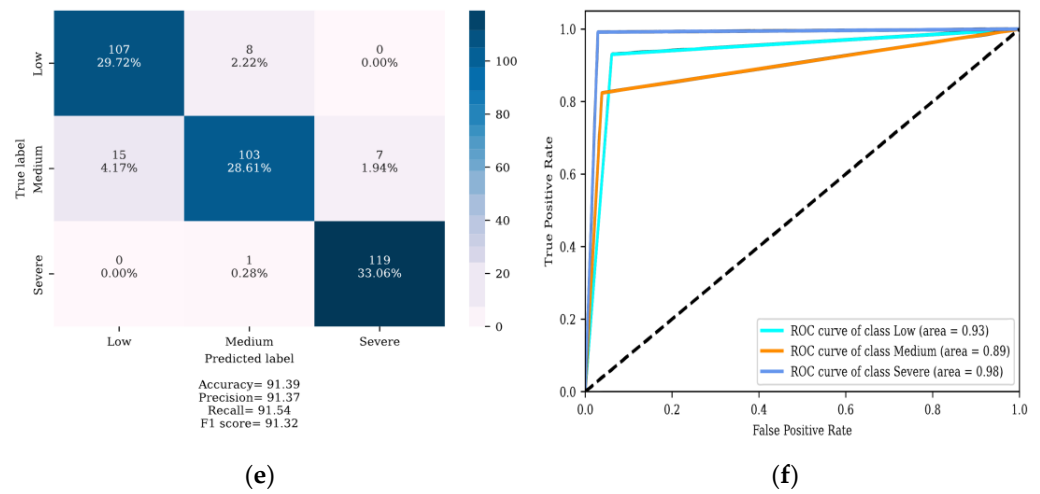 107 8 0
29.72% 2.22% 0.00%
Low
15 103 7
4.17% 28.61% 1.94%
Medium
True label
0 1 119
0.00% 0.28% 33.06%
Severe
Low Medium Severe
Predicted label
Accuracy= 91.39
Precision= 91.37
Recall= 91.54
F1 score= 91.32
100
80
60
40
20
0
(e)
1.0
0.8
0.6
0.4
0.2
0.0
True Positive Rate
ROC curve of class Low (area = 0.93)
ROC curve of class Medium (area = 0.89)
ROC curve of class Severe (area = 0.98)
0.0 0.2 0.4 0.6 0.8 1.0
False Positive Rate
(f)